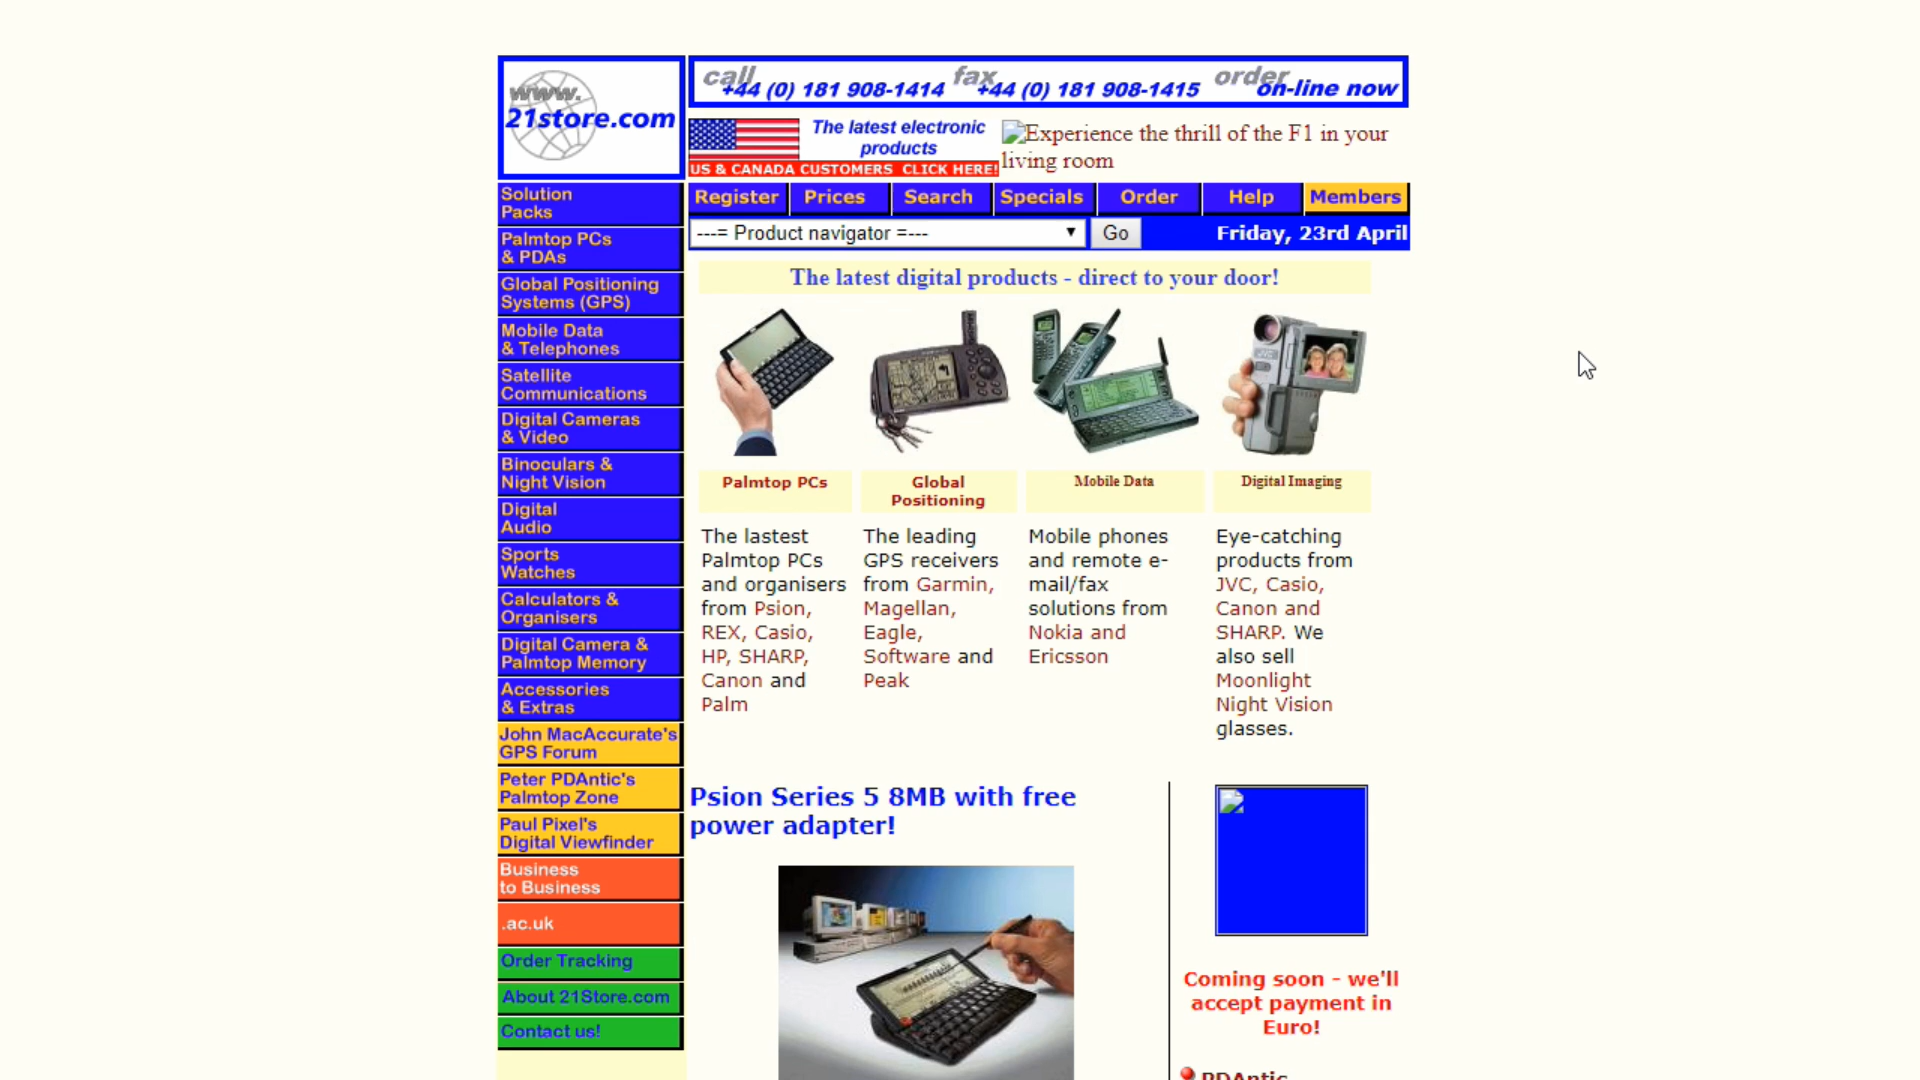 www.
21store.com
call
+44 (0) 181 908-1414
fax
+44 (0) 181 908-1415
order
on-line now
The latest electronic
products
US & CANADA CUSTOMERS CLICK HERE!
Experience the thrill of the F1 in your
living room
Register
Prices
Search
Specials
Order
Help
Members
---= Product navigator =---
Go
Friday, 23rd April
Solution
Packs
Palmtop PCs
& PDAs
Global Positioning
Systems (GPS)
Mobile Data
& Telephones
Satellite
Communications
Digital Cameras
& Video
Binoculars &
Night Vision
Digital
Audio
Sports
Watches
Calculators &
Organisers
Digital Camera &
Palmtop Memory
Accessories
& Extras
John MacAccurate's
GPS Forum
Peter PDAntic's
Palmtop Zone
Paul Pixel's
Digital Viewfinder
Business
to Business
.ac.uk
Order Tracking
About 21Store.com
Contact us!
The latest digital products - direct to your door!
Palmtop PCs
The lastest
Palmtop PCs
and organisers
from Psion,
REX, Casio,
HP, SHARP,
Canon and
Palm
Global
Positioning
The leading
GPS receivers
from Garmin,
Magellan,
Eagle,
Software and
Peak
Mobile Data
Mobile phones
and remote e-
mail/fax
solutions from
Nokia and
Ericsson
Digital Imaging
Eye-catching
products from
JVC, Casio,
Canon and
SHARP. We
also sell
Moonlight
Night Vision
glasses.
Psion Series 5 8MB with free
power adapter!
Coming soon - we'll
accept payment in
Euro!
PDAntic